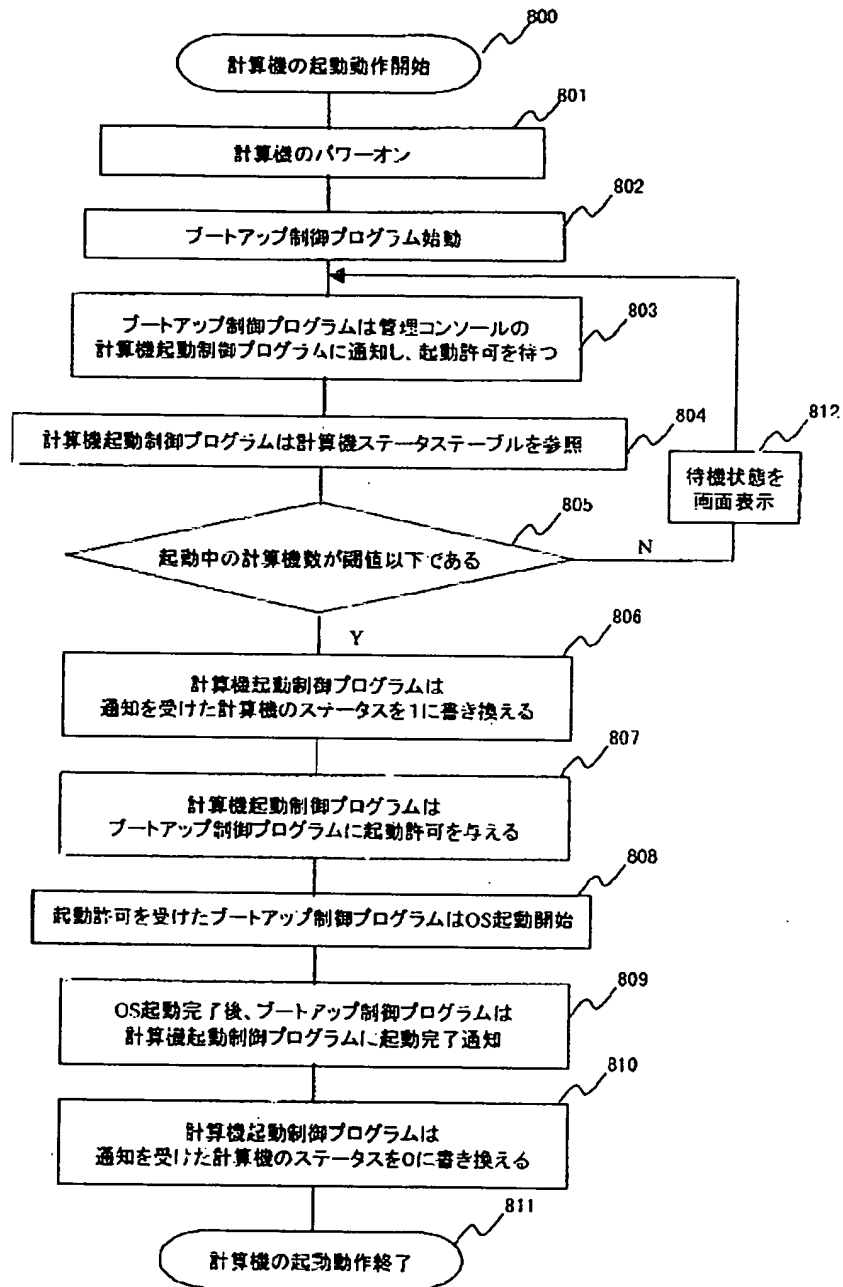 800
計算機の起動動作開始
801
計算機のパワーオン
802
ブートアップ制御プログラム始動
803
ブートアップ制御プログラムは管理コンソールの
計算機起動制御プログラムに通知し、起動許可を待つ
804
計算機起動制御プログラムは計算機ステータステーブルを参照
812
待機状態を
画面表示
805
起動中の計算機数が閾値以下である
N
Y
806
計算機起動制御プログラムは
通知を受けた計算機のステータスを1に書き換える
807
計算機起動制御プログラムは
ブートアップ制御プログラムに起動許可を与える
808
起動許可を受けたブートアップ制御プログラムはOS起動開始
809
OS起動完了後、ブートアップ制御プログラムは
計算機起動制御プログラムに起動完了通知
810
計算機起動制御プログラムは
通知を受けた計算機のステータスを0に書き換える
811
計算機の起動動作終了